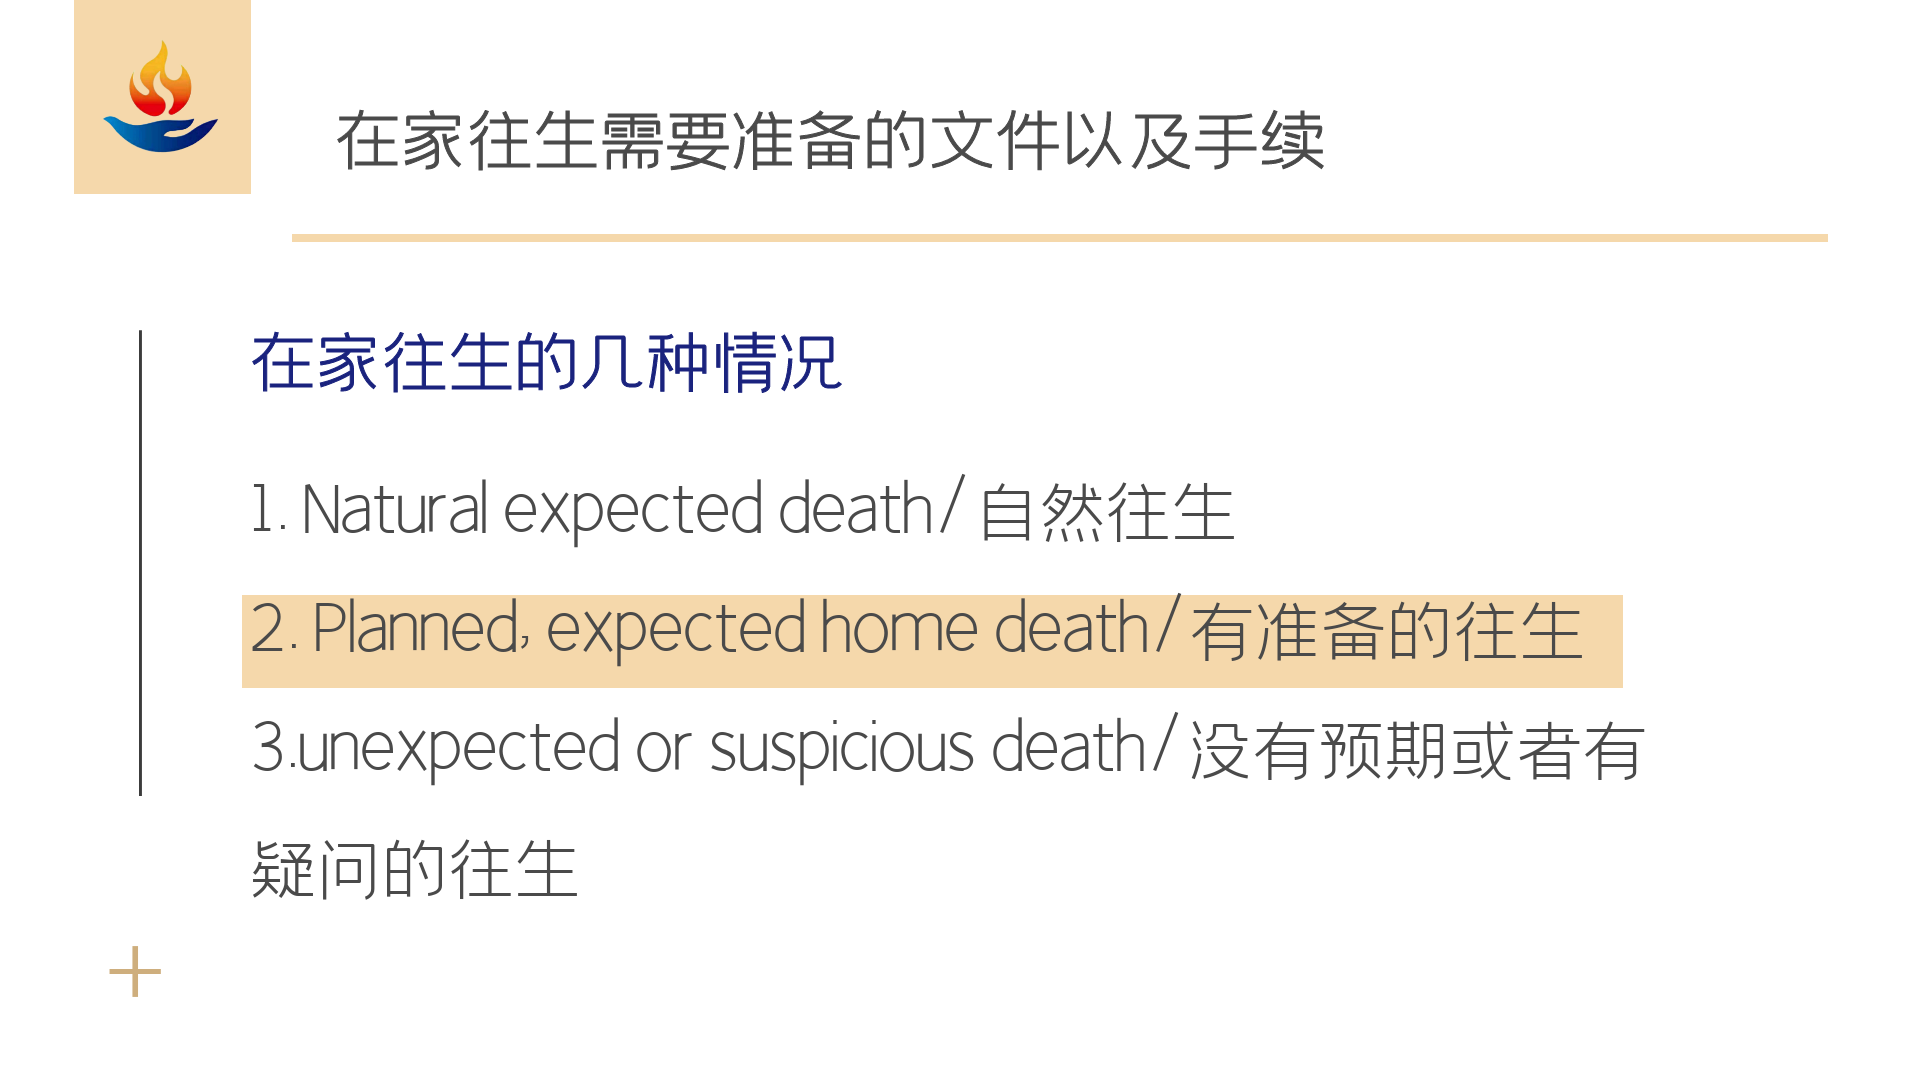 在家往生需要准备的文件以及手续
在家往生的几种情况
1. Natural expected death/自然往生
2. Planned, expected home death/有准备的往生
3.unexpected or suspicious death/没有预期或者有
疑问的往生